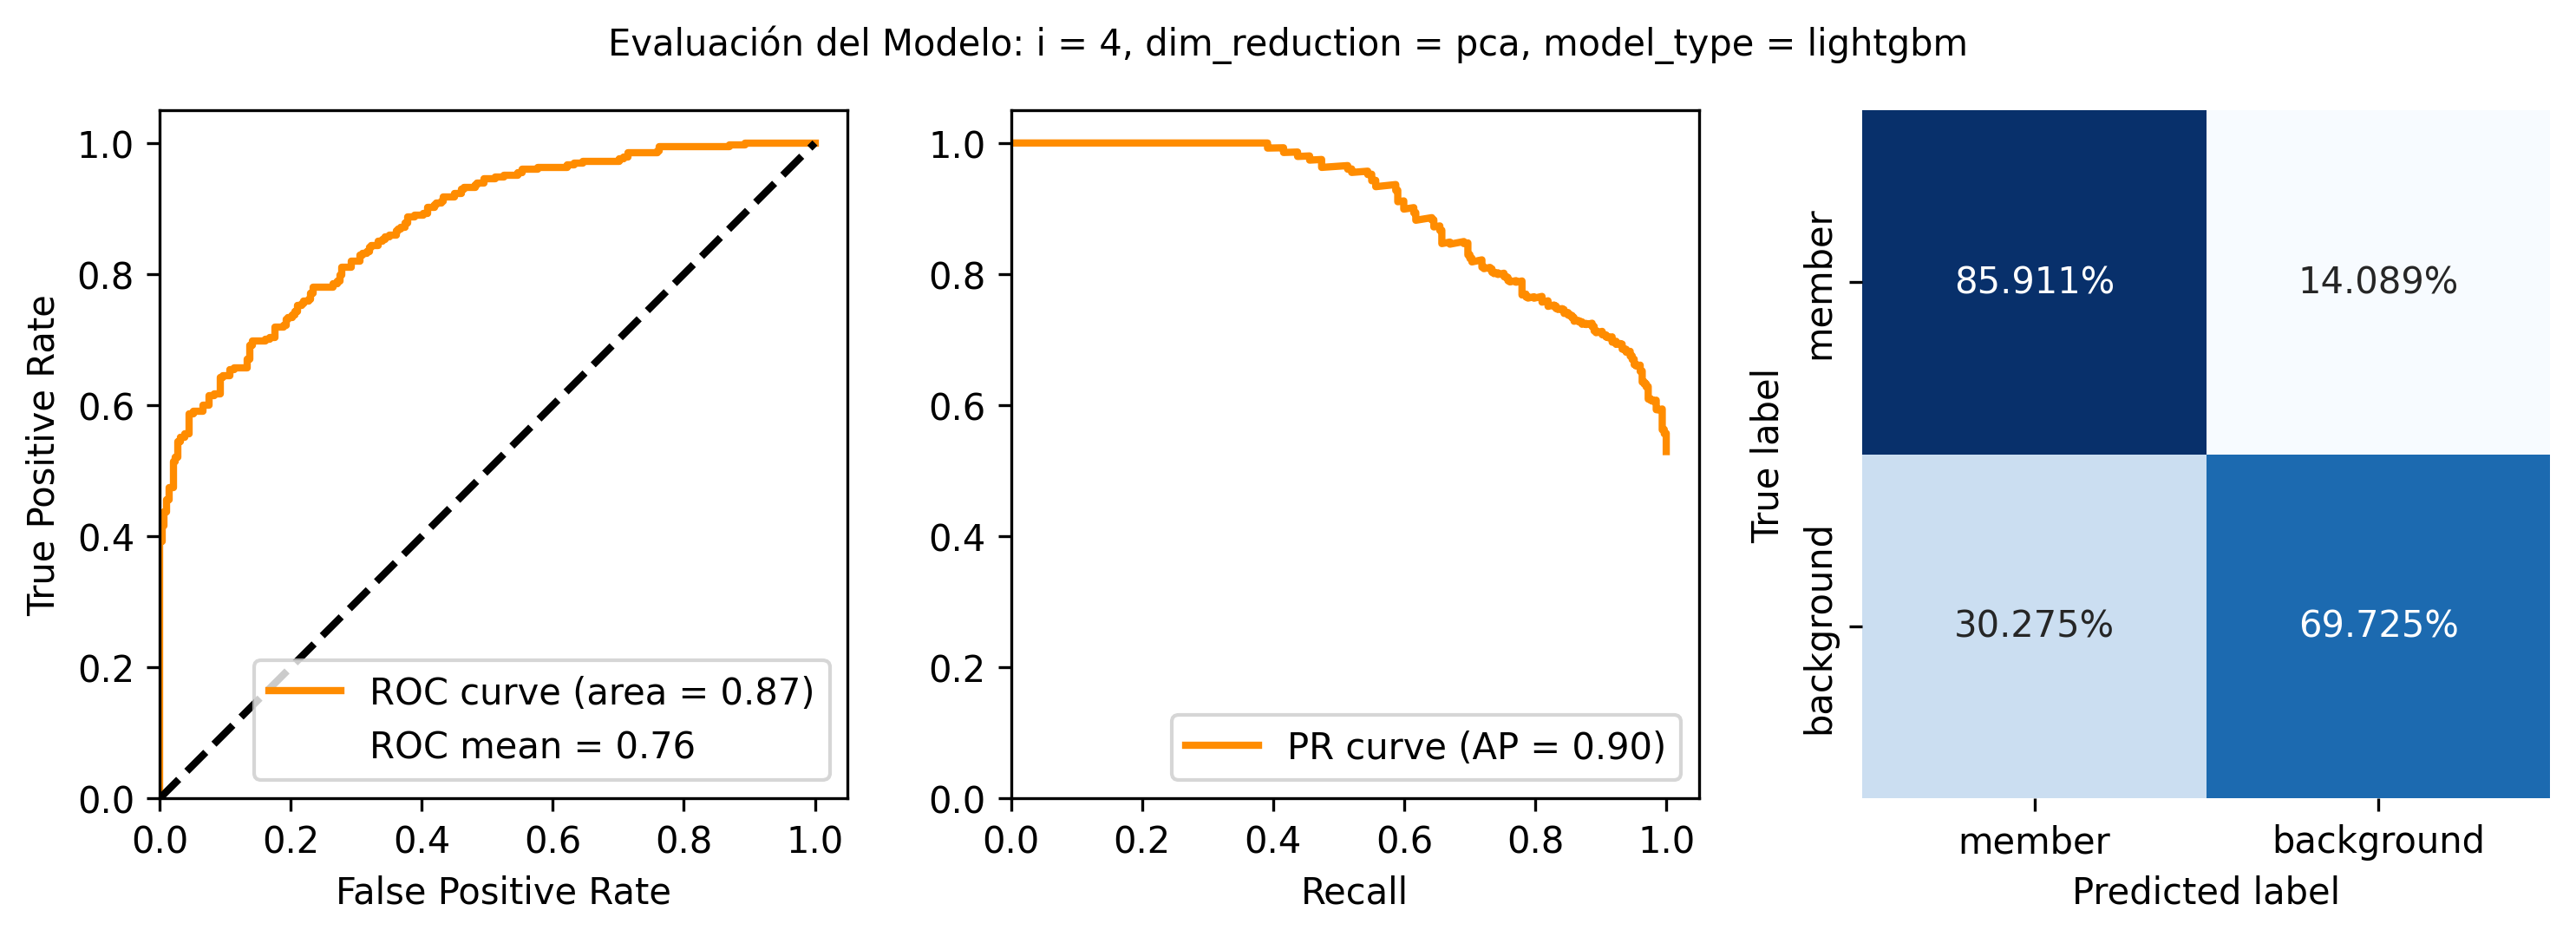 Evaluación del Modelo: i = 4, dim_reduction = pca, model_type = lightgbm
True Positive Rate
1.0
0.8
0.6
0.4
0.2
0.0
0.0 0.2 0.4 0.6 0.8 1.0
False Positive Rate
ROC curve (area = 0.87)
ROC mean = 0.76
1.0
0.8
0.6
0.4
0.2
0.0
0.0 0.2 0.4 0.6 0.8 1.0
Recall
PR curve (AP = 0.90)
True label
member
background
85.911% 14.089%
30.275% 69.725%
member background
Predicted label